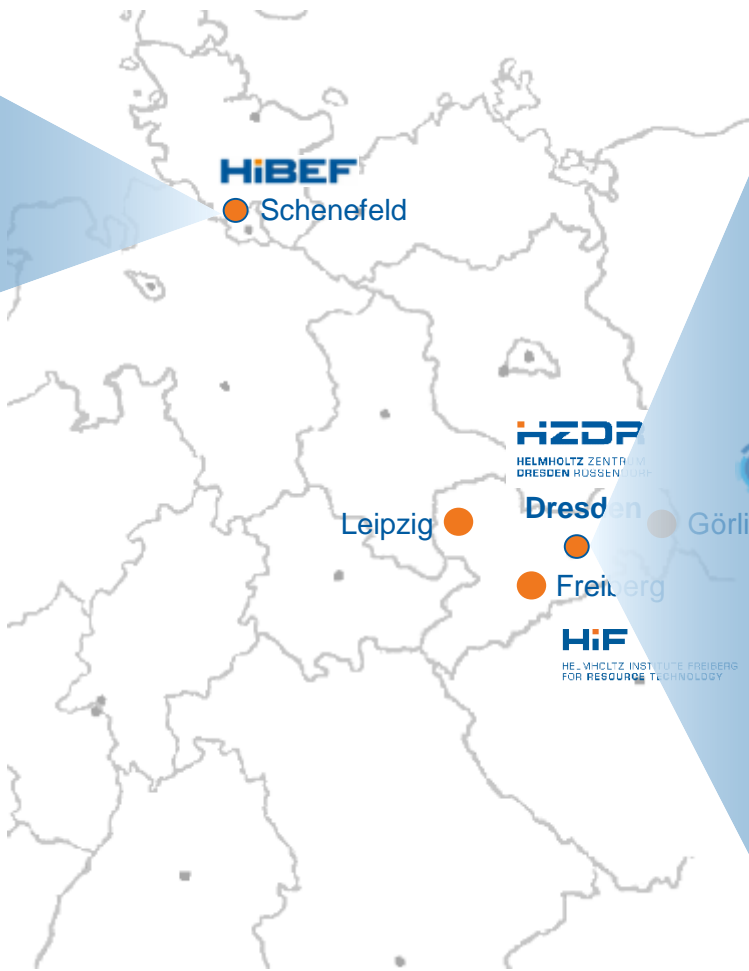 HiBEF
Schenefeld
HZDR
HELMHOLTZ ZENTRUM
DRESDEN ROSSENDORF
Dresden
Leipzig
Görli
Freiberg
HiF
HELMHOLTZ INSTITUTE FREIBERG
FOR RESOURCE TECHNOLOGY